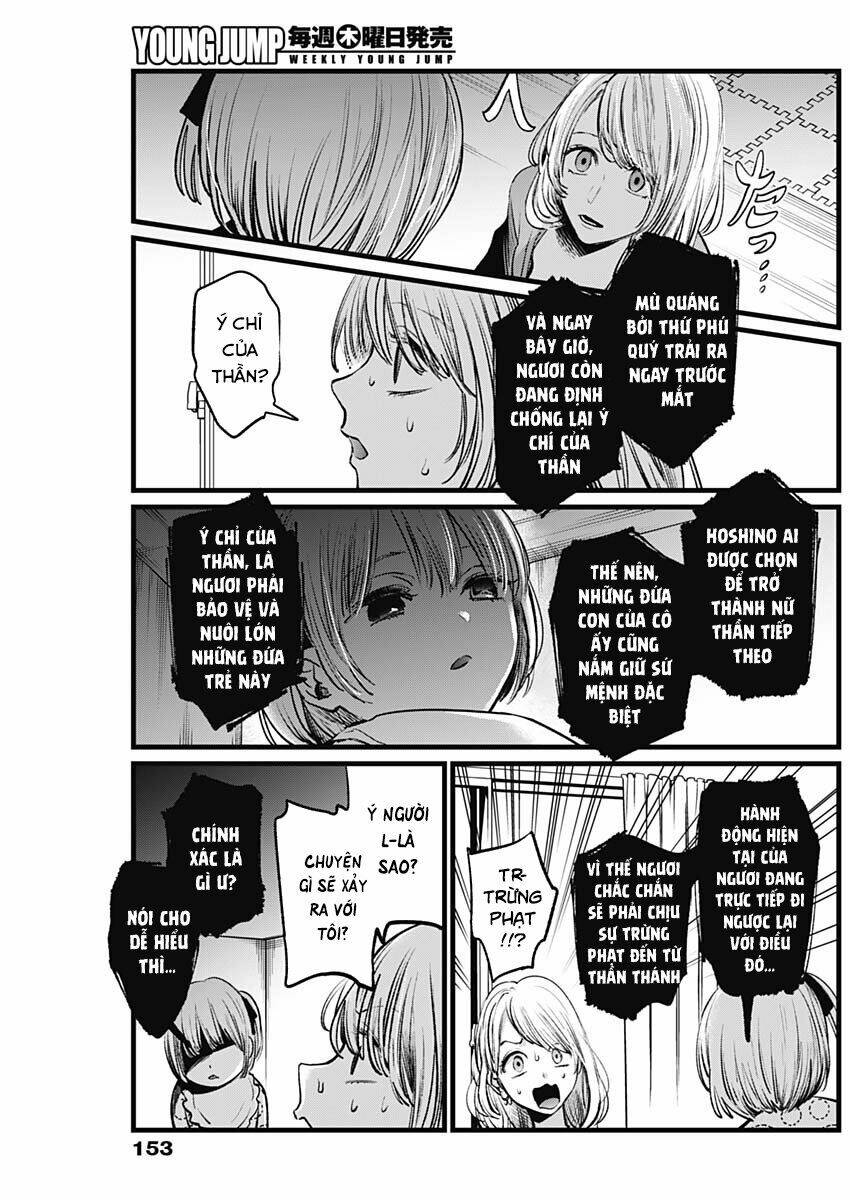 YOUNG JUMP 毎週木曜日発売
WEEKLY YOUNG JUMP
ぺたっ…
MÙ QUÁNG
BỞI THỨ PHÚ
QUÝ TRẢI RA
NGAY TRƯỚC
MẮT
VÀ NGAY
BÂY GIỜ,
NGƯƠI CÒN
ĐANG ĐỊNH
CHỐNG LẠI Ý
CHÍ CỦA
THẦN
Ý CHỈ
CỦA
THẦN?
HOSHINO AI
ĐƯỢC CHỌN
ĐỂ TRỞ
THÀNH NỮ
THẦN TIẾP
THEO
THẾ NÊN,
NHỮNG ĐỨA
CON CỦA CÔ
ẤY CŨNG
NẮM GIỮ SỨ
MỆNH ĐẶC
BIỆT
Ý CHỈ CỦA
THẦN, LÀ
NGƯƠI PHẢI
BẢO VỆ VÀ
NUÔI LỚN
NHỮNG ĐỨA
TRẺ NÀY
HÀNH
ĐỘNG HIỆN
TẠI CỦA
NGƯƠI ĐANG
TRỰC TIẾP ĐI
NGƯỢC LẠI
VỚI ĐIỀU
ĐÓ...
VÌ THẾ NGƯƠI
CHẮC CHẮN
SẼ PHẢI CHỊU
SỰ TRỪNG
PHẠT ĐẾN TỪ
THẦN THÁNH
TR-
TRỪNG
PHẠT
!!?
Ý NGƯỜI
L-LÀ
SAO?
CHUYỆN
GÌ SẼ XẢY
RA VỚI
TÔI?
CHÍNH
XÁC LÀ
GÌ Ư?
NÓI CHO
DỄ HIỂU
THÌ...
153